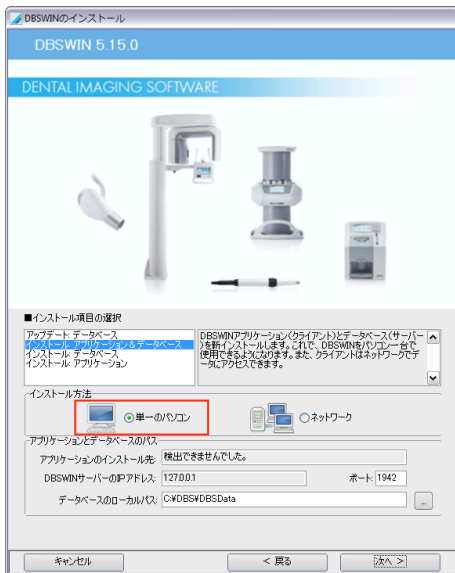 DBSWINのインストール
DBSWIN 5.15.0
DENTAL IMAGING SOFTWARE
■インストール項目の選択
アップデート データベース
インストール アプリケーション&データベース
インストール データベース
インストール アプリケーション
DBSWINアプリケーション(クライアント)とデータベース(サーバー
)を新インストールします。これで、DBSWINをパソコン一台で
使用できるようになります。また、クライアントはネットワークでデ
ータにアクセスできます。
インストール方法
単一のパソコン
ネットワーク
アプリケーションとデータベースのパス
アプリケーションのインストール先:
検出できませんでした。
DBSWINサーバーのIPアドレス:
127.0.0.1
ポート:
1942
データベースのローカルパス:
C:¥DBS¥DBSData
...
キャンセル
< 戻る
次へ >